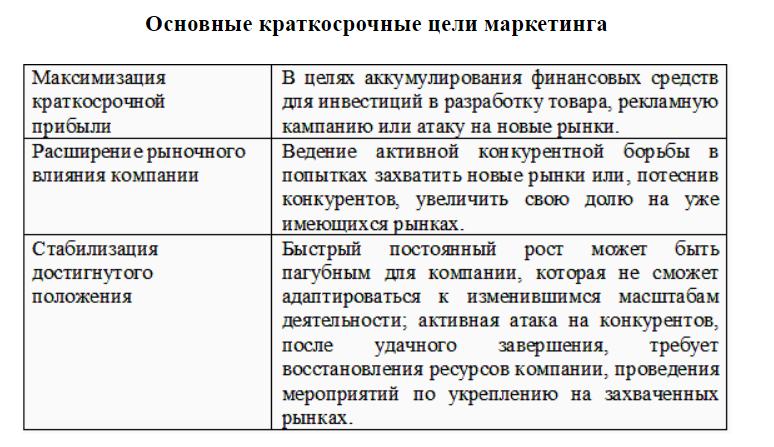 Основные краткосрочные цели маркетинга
Максимизация
краткосрочной
прибыли
В целях аккумулирования финансовых средств
для инвестиций в разработку товара, рекламную
кампанию или атаку на новые рынки.
Расширение рыночного
влияния компании
Ведение активной конкурентной борьбы в
попытках захватить новые рынки или, потеснив
конкурентов, увеличить свою долю на уже
имеющихся рынках.
Стабилизация
достигнутого
положения
Быстрый постоянный рост может быть
пагубным для компании, которая не сможет
адаптироваться к изменившимся масштабам
деятельности; активная атака на конкурентов,
после удачного завершения, требует
восстановления ресурсов компании, проведения
мероприятий по укреплению на захваченных
рынках.